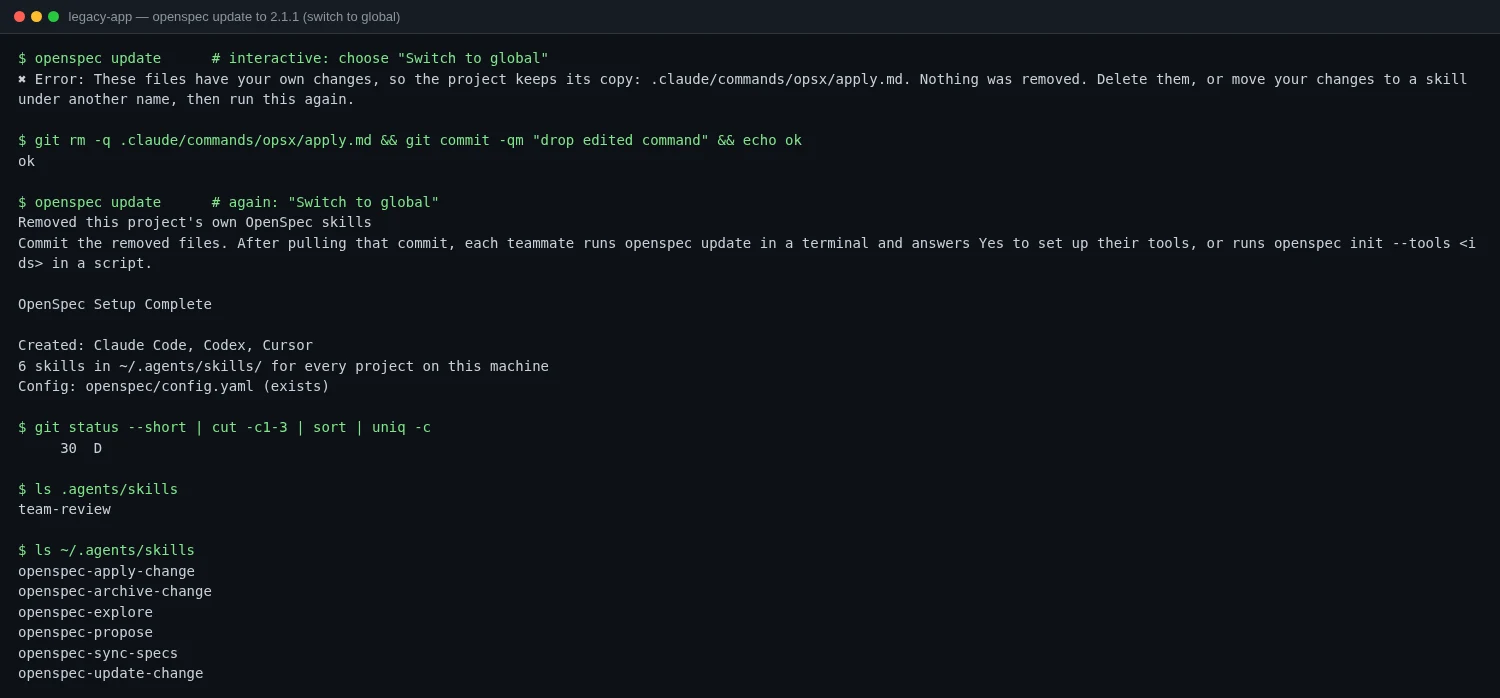 legacy-app — openspec update to 2.1.1 (switch to global)
$ openspec update      # interactive: choose "Switch to global"
✖ Error: These files have your own changes, so the project keeps its copy: .claude/commands/opsx/apply.md. Nothing was removed. Delete them, or move your changes to a skill
under another name, then run this again.
$ git rm -q .claude/commands/opsx/apply.md && git commit -qm "drop edited command" && echo ok
ok
$ openspec update      # again: "Switch to global"
Removed this project's own OpenSpec skills
Commit the removed files. After pulling that commit, each teammate runs openspec update in a terminal and answers Yes to set up their tools, or runs openspec init --tools <i
ds> in a script.
OpenSpec Setup Complete
Created: Claude Code, Codex, Cursor
6 skills in ~/.agents/skills/ for every project on this machine
Config: openspec/config.yaml (exists)
$ git status --short | cut -c1-3 | sort | uniq -c
     30  D
$ ls .agents/skills
team-review
$ ls ~/.agents/skills
openspec-apply-change
openspec-archive-change
openspec-explore
openspec-propose
openspec-sync-specs
openspec-update-change